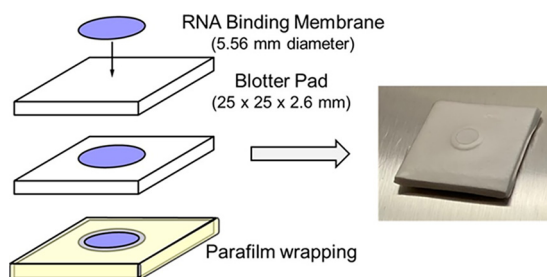 RNA Binding Membrane
(5.56 mm diameter)
Blotter Pad
(25 x 25 x 2.6 mm)
Parafilm wrapping